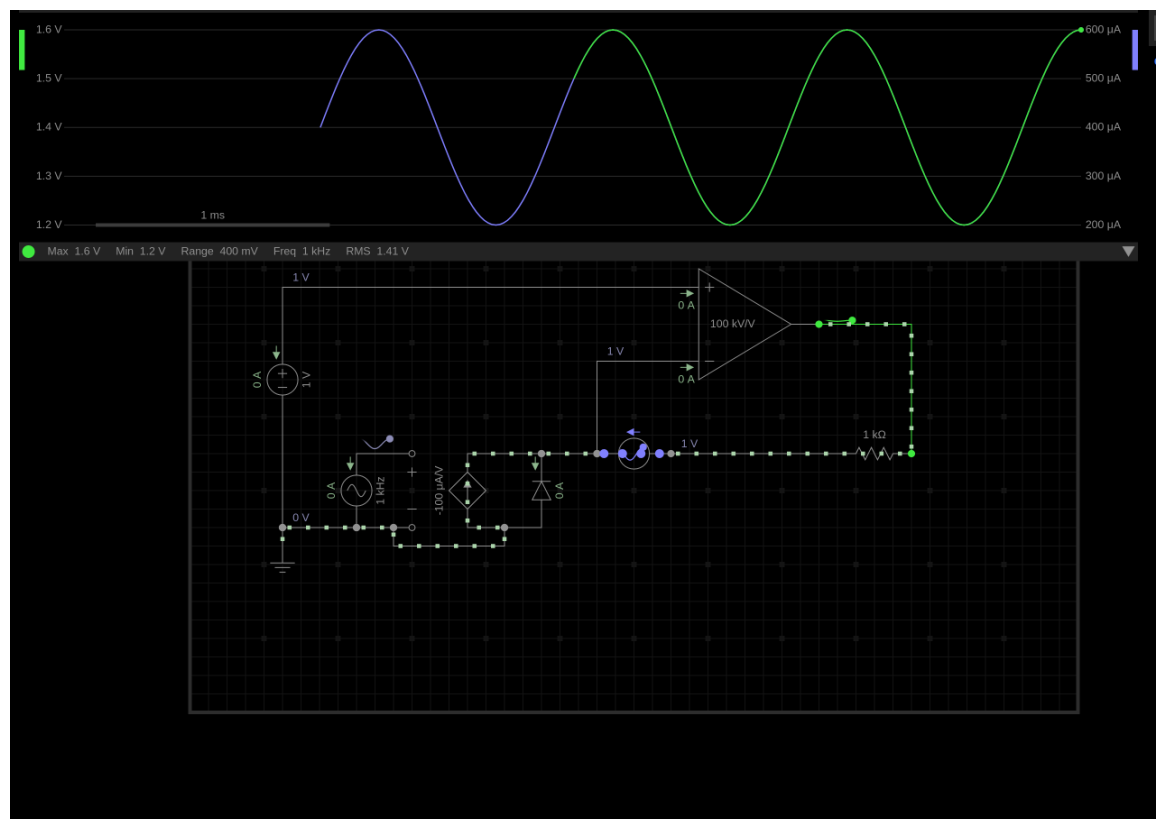 1.6 V
600 μA
1.5 V
500 μA
1.4 V
400 μA
1.3 V
300 μA
1 ms
1.2 V
200 μA
Max 1.6 V Min 1.2 V Range 400 mV Freq 1 kHz RMS 1.41 V
1 V
+
0 A
100 kV/V
1 V
−
0 A
0 A
+
−
1 V
1 kΩ
1 V
0 A
1 kHz
+
−
-100 μA/V
0 A
0 V